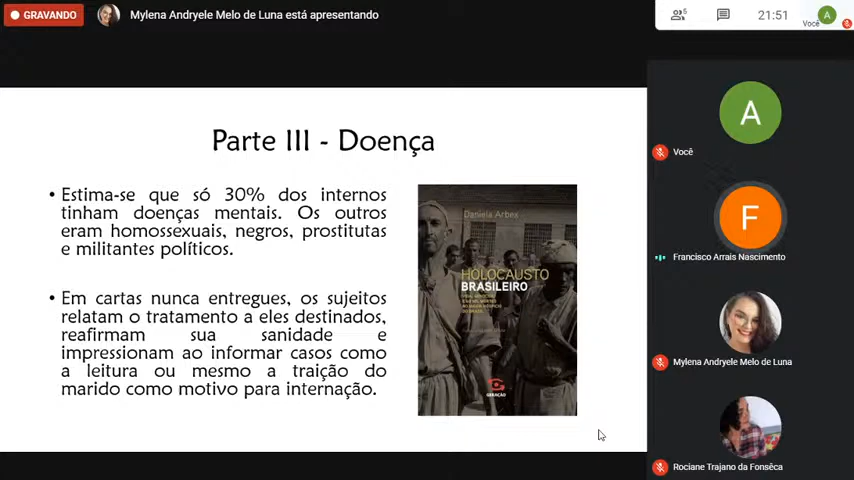 GRAVANDO
Mylena Andryele Melo de Luna está apresentando
6
21:51
Você
A
Parte III - Doença
• Estima-se que só 30% dos internos
tinham doenças mentais. Os outros
eram homossexuais, negros, prostitutas
e militantes políticos.
• Em cartas nunca entregues, os sujeitos
relatam o tratamento a eles destinados,
reafirmam sua sanidade e
impressionam ao informar casos como
a leitura ou mesmo a traição do
marido como motivo para internação.
Daniela Arbex
HOLOCAUSTO
BRASILEIRO
GERAÇÃO
A
Você
F
Francisco Arrais Nascimento
Mylena Andryele Melo de Luna
Rociane Trajano da Fonsêca